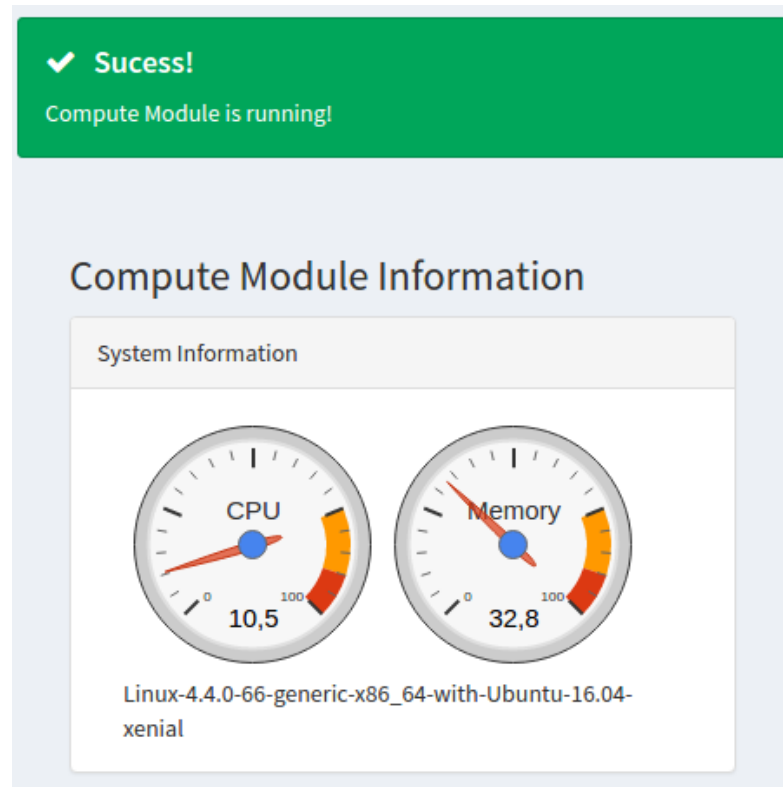 Sucess!
Compute Module is running!
Compute Module Information
System Information
CPU
0
100
10,5
Memory
0
100
32,8
Linux-4.4.0-66-generic-x86_64-with-Ubuntu-16.04-
xenial